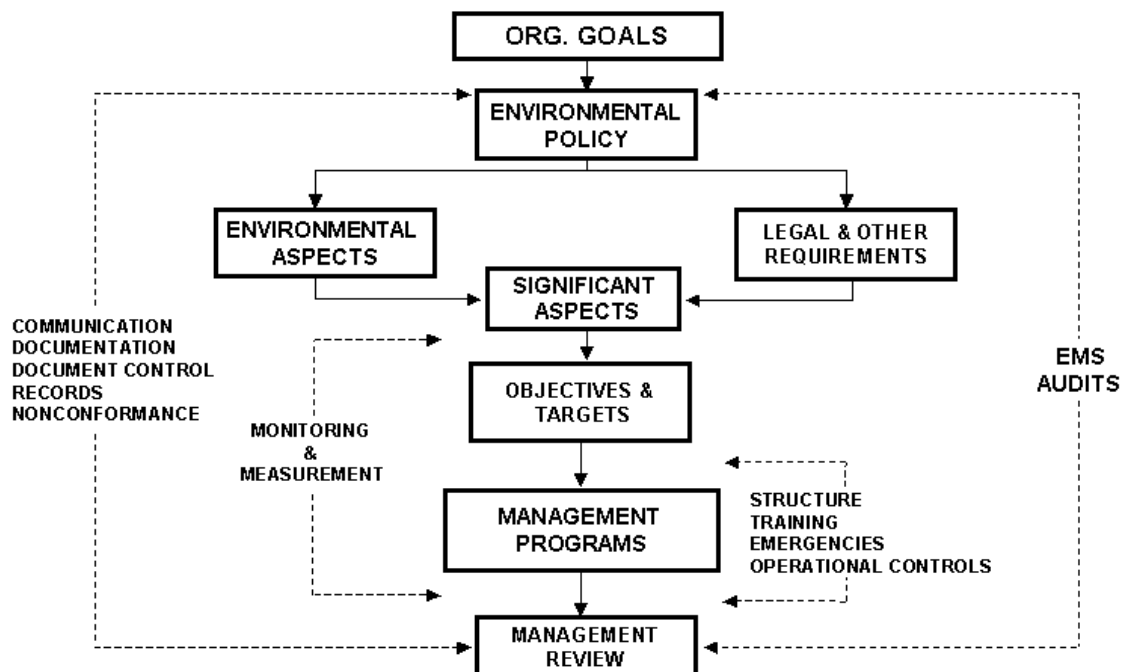 ORG. GOALS
ENVIRONMENTAL
POLICY
ENVIRONMENTAL
ASPECTS
LEGAL & OTHER
REQUIREMENTS
SIGNIFICANT
ASPECTS
COMMUNICATION
DOCUMENTATION
DOCUMENT CONTROL
RECORDS
NONCONFORMANCE
EMS
AUDITS
OBJECTIVES &
TARGETS
MONITORING
&
MEASUREMENT
MANAGEMENT
PROGRAMS
STRUCTURE
TRAINING
EMERGENCIES
OPERATIONAL CONTROLS
MANAGEMENT
REVIEW